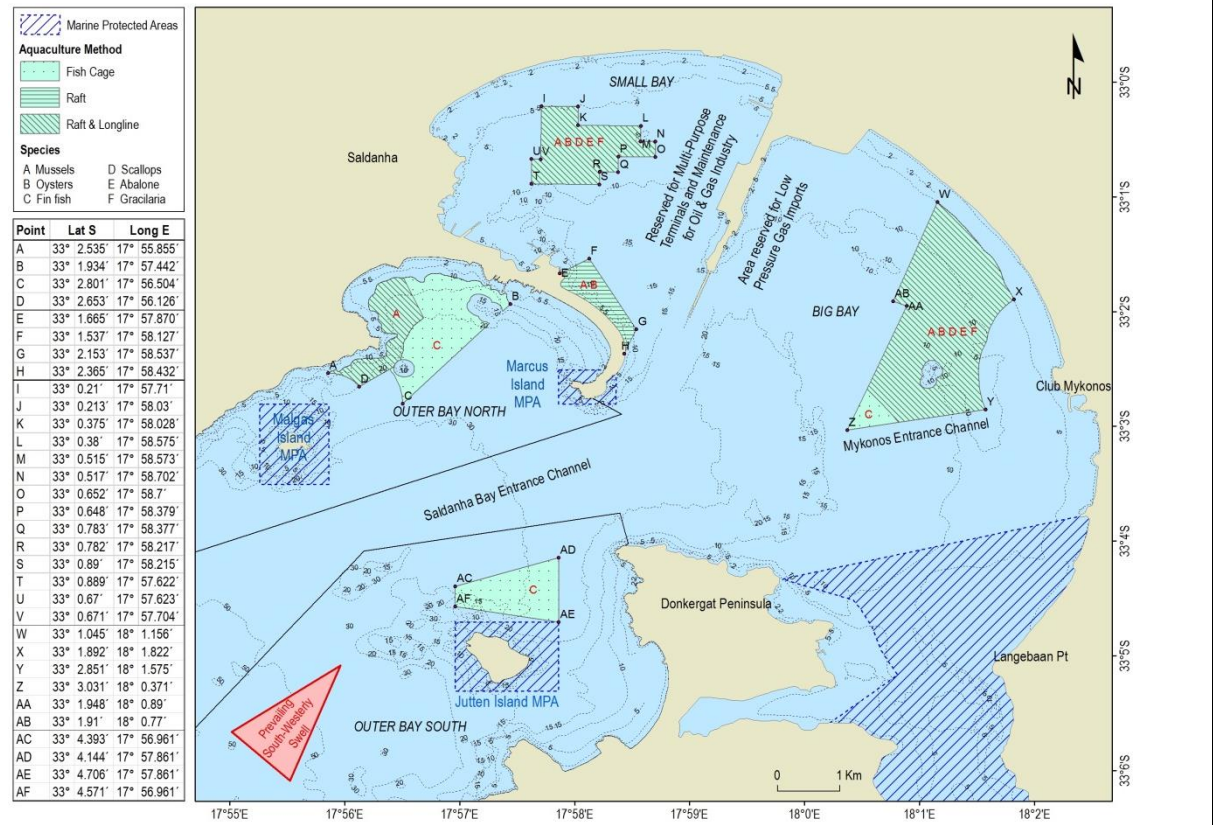 Marine Protected Areas
Aquaculture Method
Fish Cage
Raft
Raft & Longline
Species
A Mussels D Scallops
B Oysters E Abalone
C Fin fish F Gracilaria
Point Lat S Long E
A 33° 2.535´ 17° 55.855´
B 33° 1.934´ 17° 57.442´
C 33° 2.801´ 17° 56.504´
D 33° 2.653´ 17° 56.126´
E 33° 1.665´ 17° 57.870´
F 33° 1.537´ 17° 58.127´
G 33° 2.153´ 17° 58.537´
H 33° 2.365´ 17° 58.432´
I 33° 0.21´ 17° 57.71´
J 33° 0.213´ 17° 58.03´
K 33° 0.375´ 17° 58.028´
L 33° 0.38´ 17° 58.575´
M 33° 0.515´ 17° 58.573´
N 33° 0.517´ 17° 58.702´
O 33° 0.652´ 17° 58.7´
P 33° 0.648´ 17° 58.379´
Q 33° 0.783´ 17° 58.377´
R 33° 0.782´ 17° 58.217´
S 33° 0.89´ 17° 58.215´
T 33° 0.889´ 17° 57.622´
U 33° 0.67´ 17° 57.623´
V 33° 0.671´ 17° 57.704´
W 33° 1.045´ 18° 1.156´
X 33° 1.892´ 18° 1.822´
Y 33° 2.851´ 18° 1.575´
Z 33° 3.031´ 18° 0.371´
AA 33° 1.948´ 18° 0.89´
AB 33° 1.91´ 18° 0.77´
AC 33° 4.393´ 17° 56.961´
AD 33° 4.144´ 17° 57.861´
AE 33° 4.706´ 17° 57.861´
AF 33° 4.571´ 17° 56.961´
SMALL BAY
N
Saldanha
I
J
K
L
A B D E F
M
N
O
P
Q
R
S
T
UV
Reserved for Multi-Purpose
Terminals and Maintenance
for Oil & Gas Industry
Area reserved for Low
Pressure Gas Imports
W
X
AB
AA
A B D E F
BIG BAY
Y
Z
C
Mykonos Entrance Channel
Club Mykonos
E
F
A B
G
H
A
B
C
A
D
C
OUTER BAY NORTH
Marcus
Island
MPA
Malgas
Island
MPA
Saldanha Bay Entrance Channel
AC
AD
C
AF
AE
Jutten Island MPA
Donkergat Peninsula
Langebaan Pt
OUTER BAY SOUTH
Prevailing
South-Westerly
Swell
0 1 Km
33°0'S
33°1'S
33°2'S
33°3'S
33°4'S
33°5'S
33°6'S
17°55'E
17°56'E
17°57'E
17°58'E
17°59'E
18°0'E
18°1'E
18°2'E